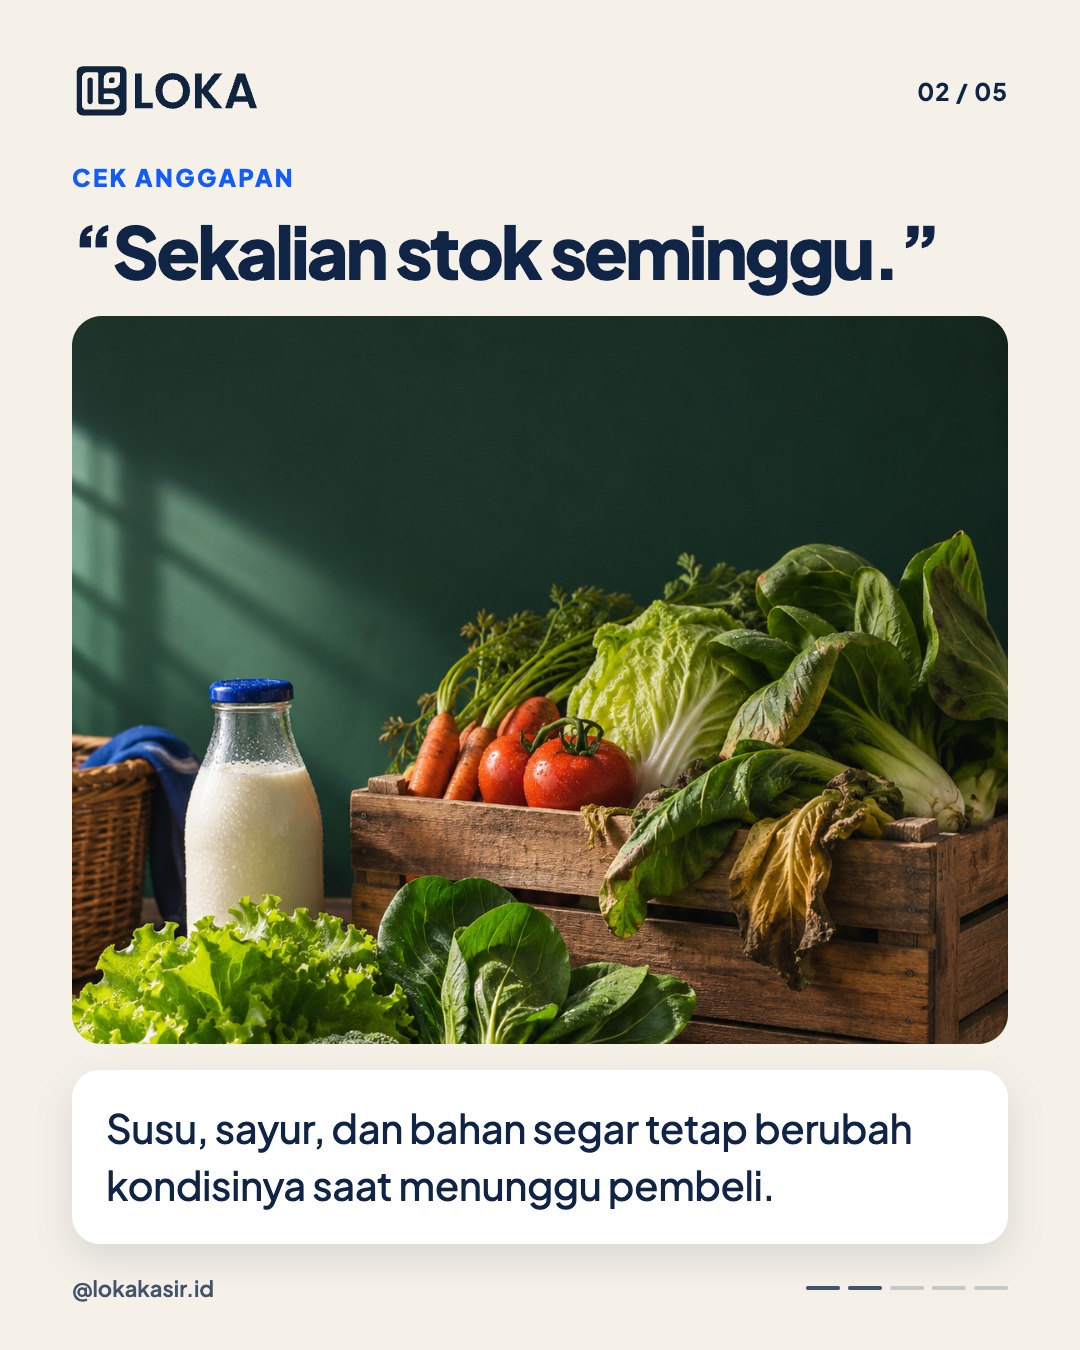 LOKA
02 / 05
CEK ANGGAPAN
“Sekalian stok seminggu.”
Susu, sayur, dan bahan segar tetap berubah
kondisinya saat menunggu pembeli.
@lokakasir.id